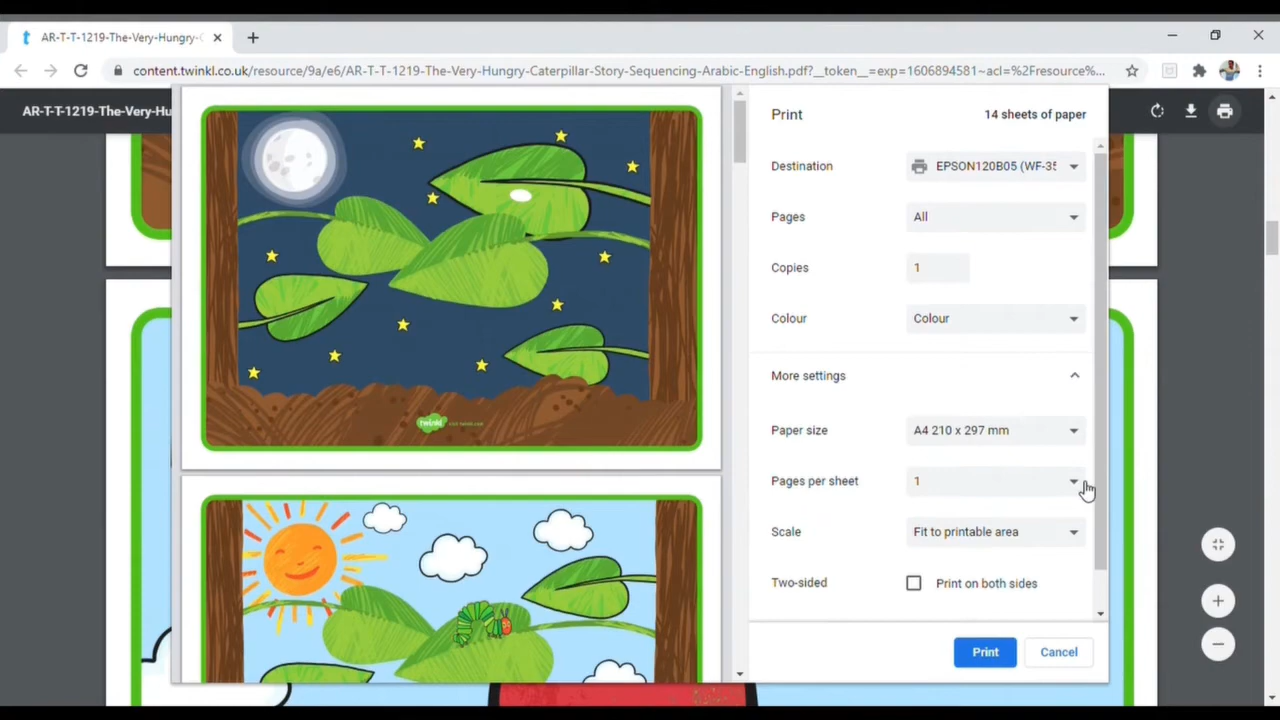 AR-T-T-1219-The-Very-Hungry-C
content.twinkl.co.uk/resource/9a/e6/AR-T-T-1219-The-Very-Hungry-Caterpillar-Story-Sequencing-Arabic-English.pdf?__token__=exp=1606894581~acl=%2Fresource%...
AR-T-T-1219-The-Very-Hu
Print
14 sheets of paper
Destination
EPSON120B05 (WF-35
Pages
All
Copies
1
Colour
Colour
More settings
Paper size
A4 210 x 297 mm
Pages per sheet
1
Scale
Fit to printable area
Two-sided
Print on both sides
Print
Cancel
twinkl